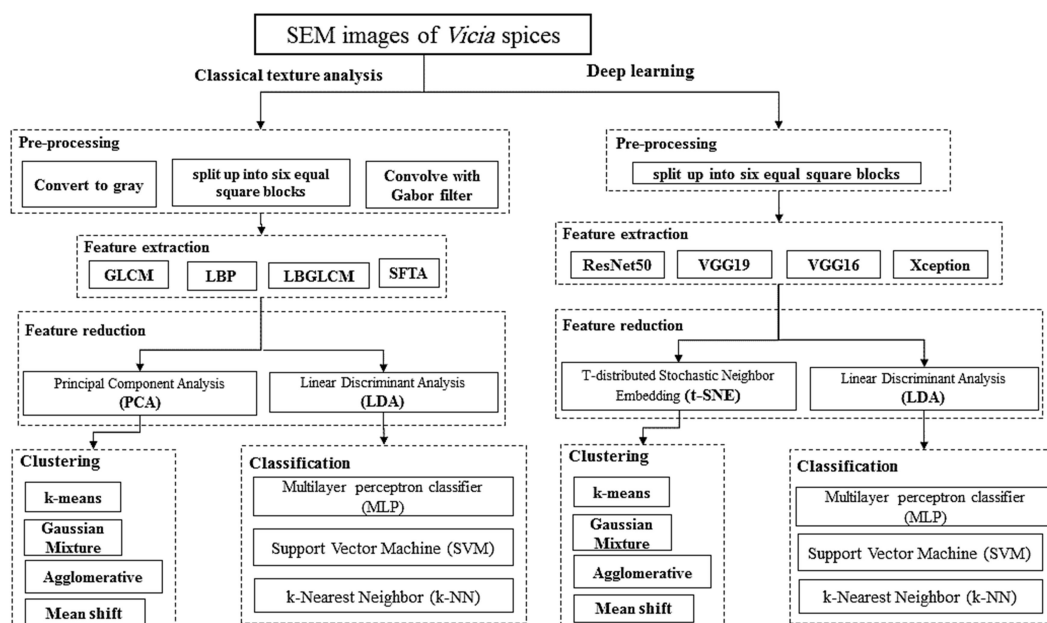 SEM images of Vicia spices
Classical texture analysis
Deep learning
Pre-processing
Convert to gray
split up into six equal
square blocks
Convolve with
Gabor filter
Feature extraction
GLCM
LBP
LBGLCM
SFTA
Feature reduction
Principal Component Analysis
(PCA)
Linear Discriminant Analysis
(LDA)
Clustering
k-means
Gaussian
Mixture
Agglomerative
Mean shift
Classification
Multilayer perceptron classifier
(MLP)
Support Vector Machine (SVM)
k-Nearest Neighbor (k-NN)
Pre-processing
split up into six equal square blocks
Feature extraction
ResNet50
VGG19
VGG16
Xception
Feature reduction
T-distributed Stochastic Neighbor
Embedding (t-SNE)
Linear Discriminant Analysis
(LDA)
Clustering
k-means
Gaussian
Mixture
Agglomerative
Mean shift
Classification
Multilayer perceptron classifier
(MLP)
Support Vector Machine (SVM)
k-Nearest Neighbor (k-NN)